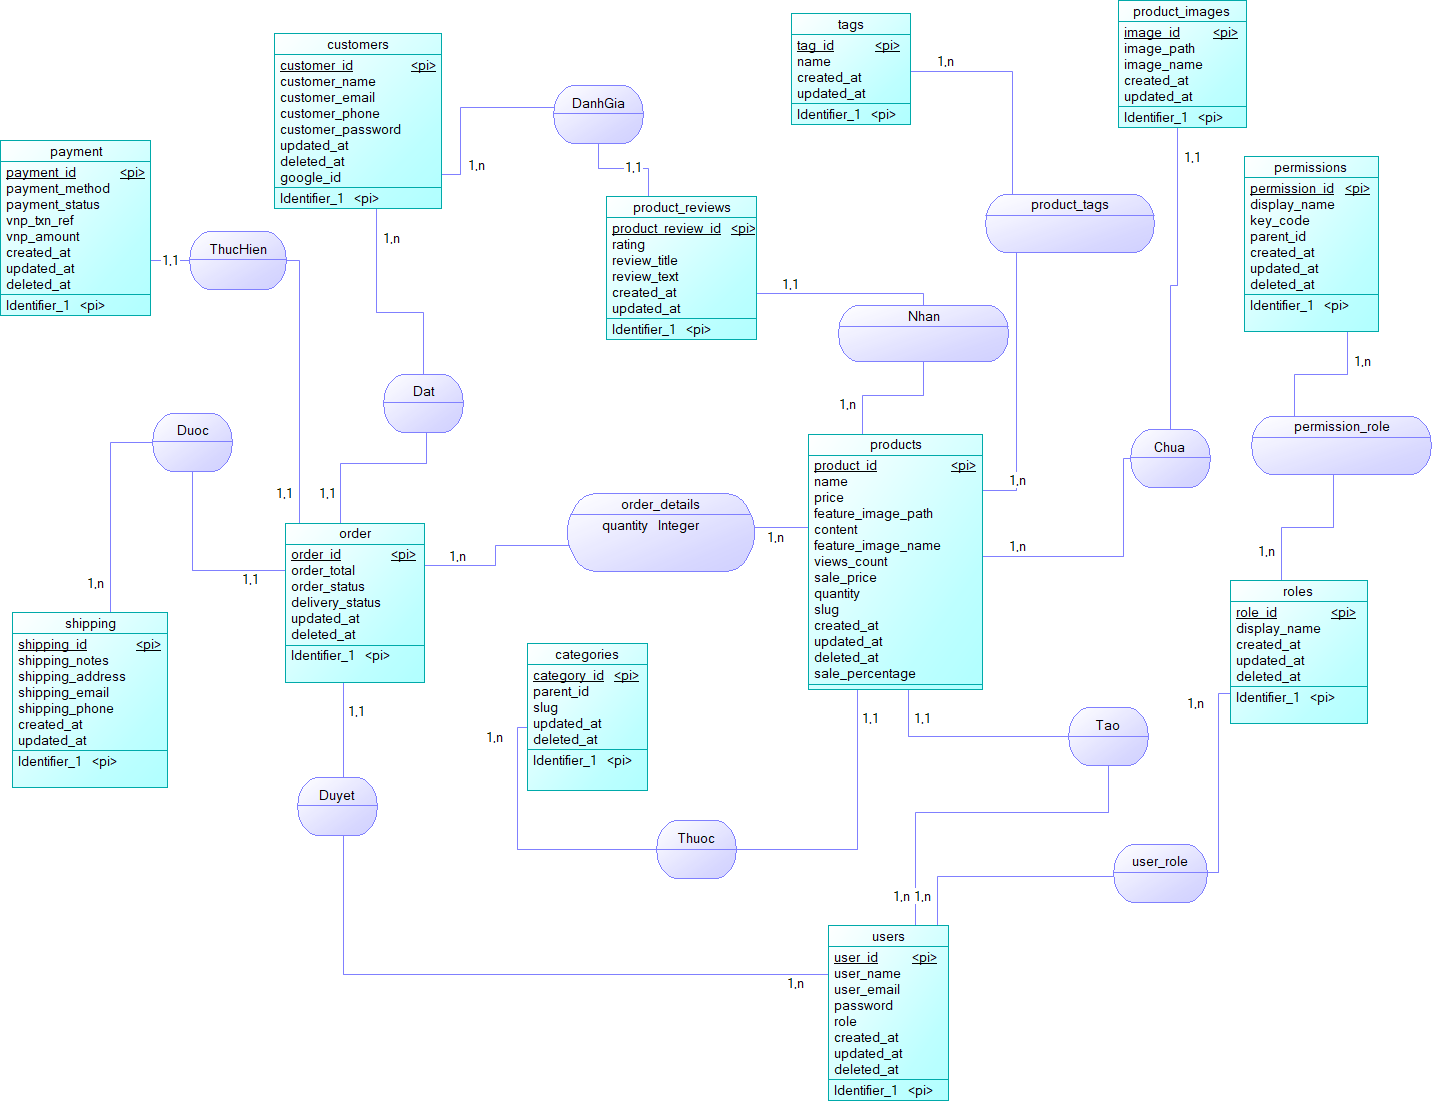 customers
customer_id <pi>
customer_name
customer_email
customer_phone
customer_password
updated_at
deleted_at
google_id
Identifier_1 <pi>
tags
tag_id <pi>
name
created_at
updated_at
Identifier_1 <pi>
product_images
image_id <pi>
image_path
image_name
created_at
updated_at
Identifier_1 <pi>
payment
payment_id <pi>
payment_method
payment_status
vnp_txn_ref
vnp_amount
created_at
updated_at
deleted_at
Identifier_1 <pi>
DanhGia
1,n
1,1
1,n
1,1
product_reviews
product_review_id <pi>
rating
review_title
review_text
created_at
updated_at
Identifier_1 <pi>
product_tags
permissions
permission_id <pi>
display_name
key_code
parent_id
created_at
updated_at
deleted_at
Identifier_1 <pi>
ThucHien
1,1
1,n
1,1
Nhan
1,n
1,n
Dat
Duoc
permission_role
Chua
products
product_id <pi>
name
price
feature_image_path
content
feature_image_name
views_count
sale_price
quantity
slug
created_at
updated_at
deleted_at
sale_percentage
1,n
1,n
1,1
1,1
order_details
quantity Integer
1,n
1,n
order
order_id <pi>
order_total
order_status
delivery_status
updated_at
deleted_at
Identifier_1 <pi>
1,n
1,1
1,n
roles
role_id <pi>
display_name
created_at
updated_at
deleted_at
Identifier_1 <pi>
shipping
shipping_id <pi>
shipping_notes
shipping_address
shipping_email
shipping_phone
created_at
updated_at
Identifier_1 <pi>
categories
category_id <pi>
parent_id
slug
updated_at
deleted_at
Identifier_1 <pi>
1,1
1,n
1,1
1,1
1,n
Tao
Duyet
Thuoc
user_role
1,n
1,n
1,n
users
user_id <pi>
user_name
user_email
password
role
created_at
updated_at
deleted_at
Identifier_1 <pi>